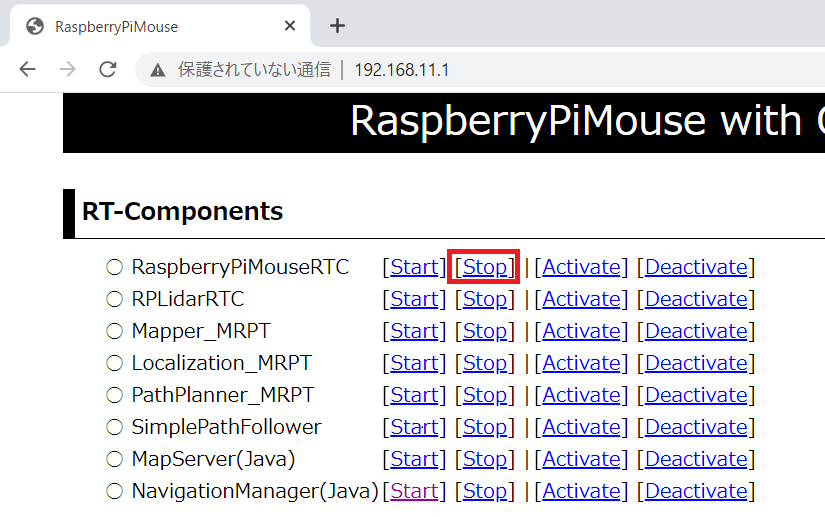 RaspberryPiMouse
保護されていない通信 | 192.168.11.1
RaspberryPiMouse with
RT-Components
RaspberryPiMouseRTC [Start] [Stop] | [Activate] [Deactivate]
RPLidarRTC [Start] [Stop] | [Activate] [Deactivate]
Mapper_MRPT [Start] [Stop] | [Activate] [Deactivate]
Localization_MRPT [Start] [Stop] | [Activate] [Deactivate]
PathPlanner_MRPT [Start] [Stop] | [Activate] [Deactivate]
SimplePathFollower [Start] [Stop] | [Activate] [Deactivate]
MapServer(Java) [Start] [Stop] | [Activate] [Deactivate]
NavigationManager(Java) [Start] [Stop] | [Activate] [Deactivate]